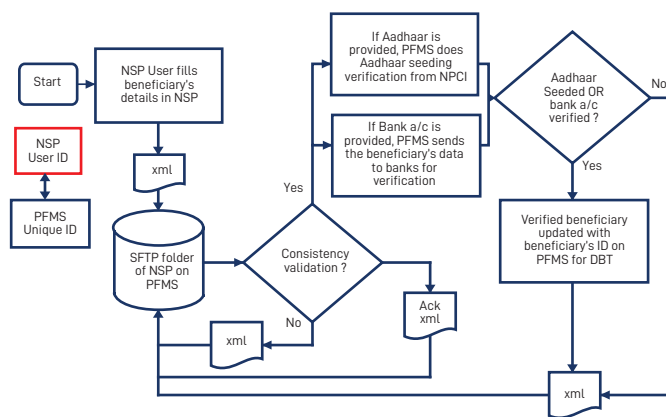 Start
NSP User fills
beneficiary's
details in NSP
NSP
User ID
PFMS
Unique ID
xml
SFTP folder
of NSP on
PFMS
Consistency
validation ?
Yes
No
xml
Ack
xml
If Aadhaar is
provided, PFMS does
Aadhaar seeding
verification from
NPCI
If Bank a/c is
provided, PFMS sends
the beneficiary's data
to banks for
verification
Aadhaar
Seeded OR
bank a/c
verified ?
No
Yes
Verified beneficiary
updated with
beneficiary's ID on
PFMS for DBT
xml